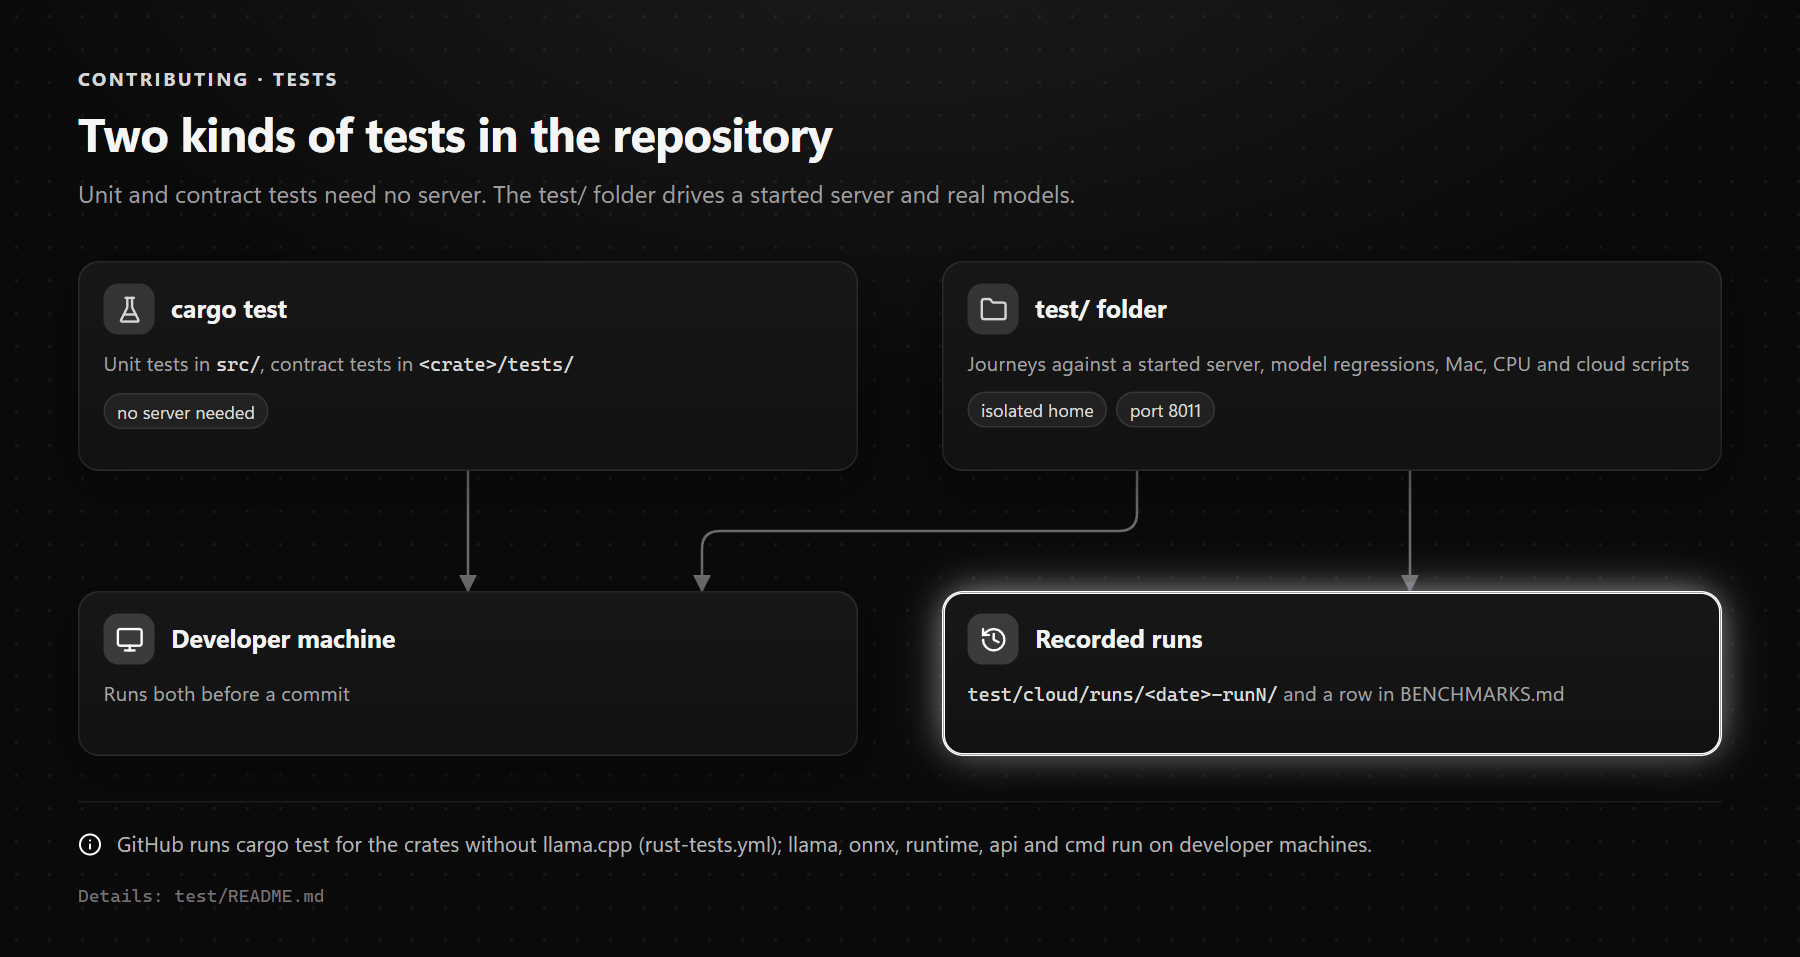 CONTRIBUTING · TESTS
Two kinds of tests in the repository
Unit and contract tests need no server. The test/ folder drives a started server and real models.
cargo test
Unit tests in src/, contract tests in <crate>/tests/
no server needed
test/ folder
Journeys against a started server, model regressions, Mac, CPU and cloud scripts
isolated home
port 8011
Developer machine
Runs both before a commit
Recorded runs
test/cloud/runs/<date>-runN/ and a row in BENCHMARKS.md
GitHub runs cargo test for the crates without llama.cpp (rust-tests.yml); llama, onnx, runtime, api and cmd run on developer machines.
Details: test/README.md